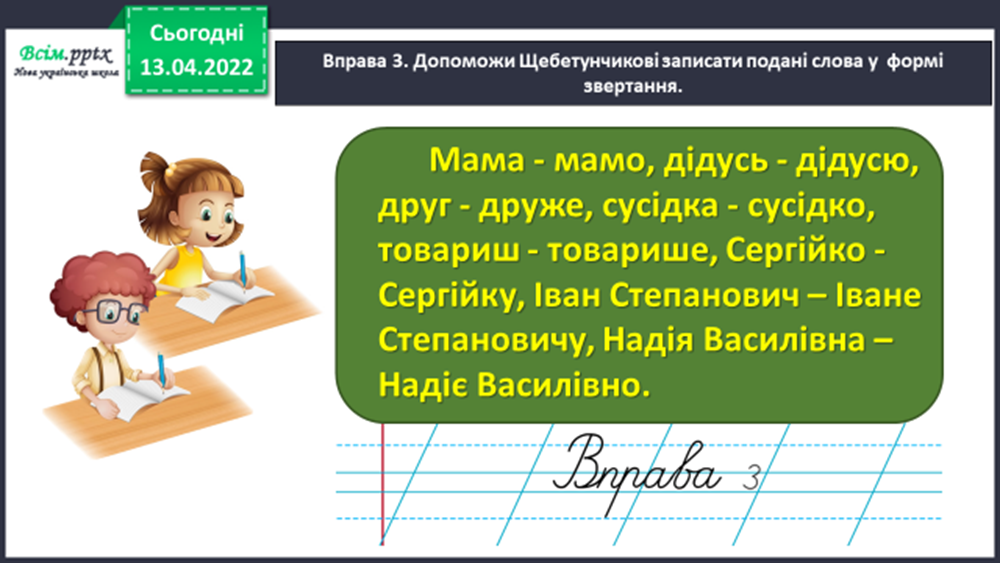 Всім.pptx
Нова українська школа
Сьогодні
13.04.2022
Вправа 3. Допоможи Щебетунчикові записати подані слова у формі
звертання.
Мама - мамо, дідусь - дідусю,
друг - друже, сусідка - сусідко,
товариш - товарише, Сергійко -
Сергійку, Іван Степанович – Іване
Степановичу, Надія Василівна –
Надіє Василівно.
Вправа 3